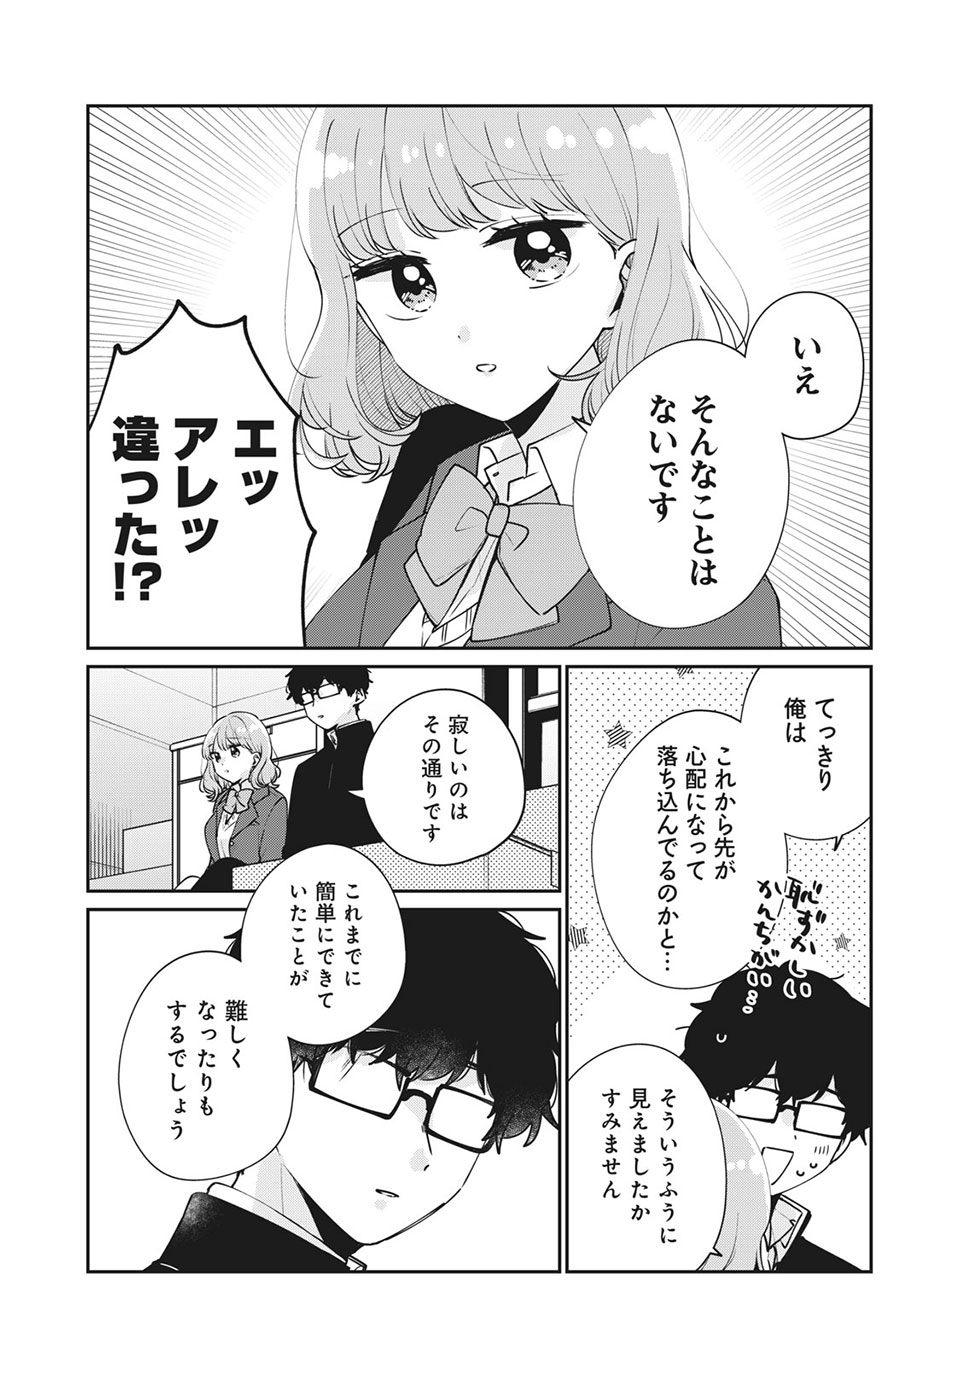 いえ
そんなことは
ないです
エッ
アレッ
違った!?
てっきり
俺は
これから先が
心配になって
落ち込んでるのかと…
恥ずかしい
かんちがい…
そういうふうに
見えましたか
すみません
寂しいのは
その通りです
これまでに
簡単にできて
いたことが
難しく
なったりも
するでしょう